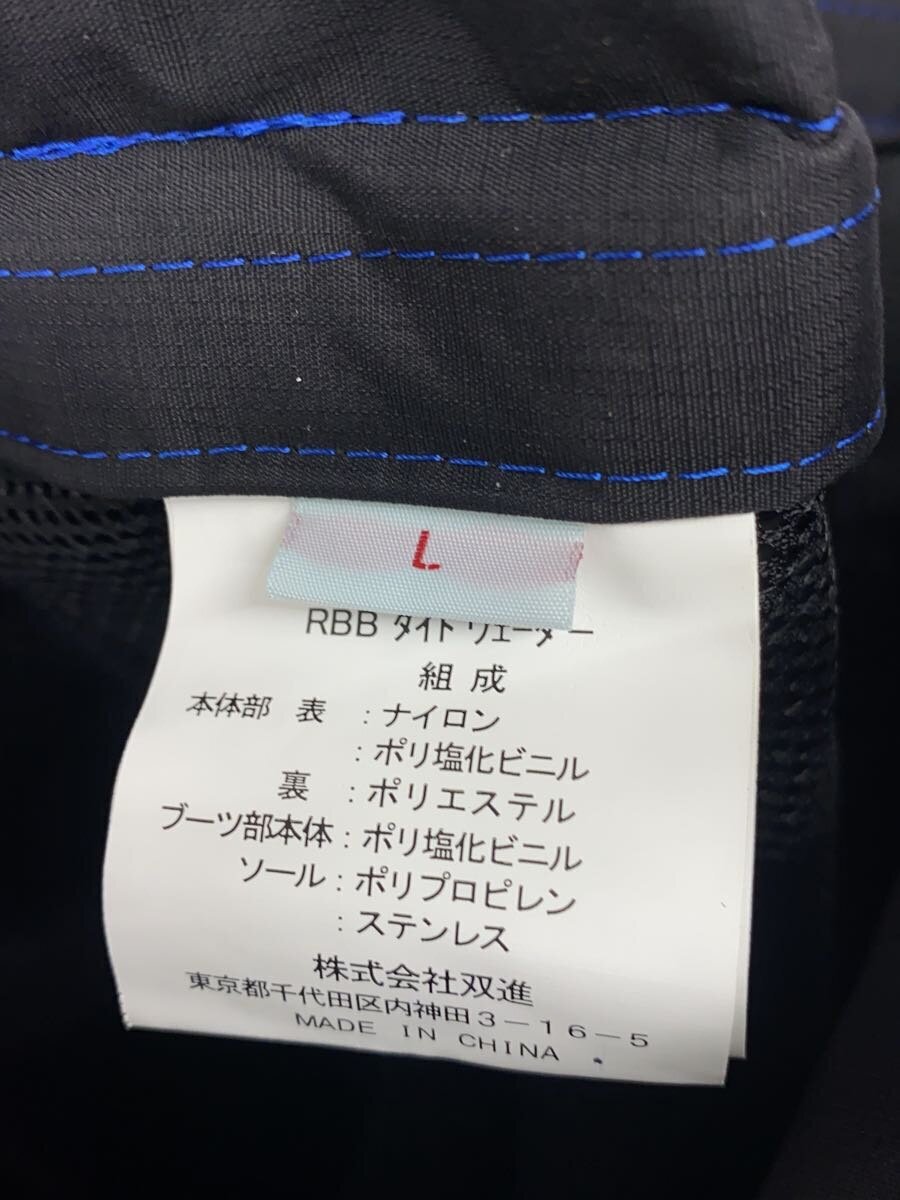 L
RBB タイトウェーダー
組成
本体部 表 : ナイロン
: ポリ塩化ビニル
裏 : ポリエステル
ブーツ部本体 : ポリ塩化ビニル
ソール : ポリプロピレン
: ステンレス
株式会社双進
東京都千代田区内神田3-16-5
MADE IN CHINA